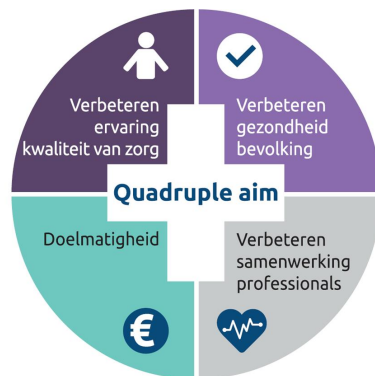 Verbeteren
ervaring
kwaliteit van zorg
Verbeteren
gezondheid
bevolking
Quadruple aim
Doelmatigheid
Verbeteren
samenwerking
professionals
€